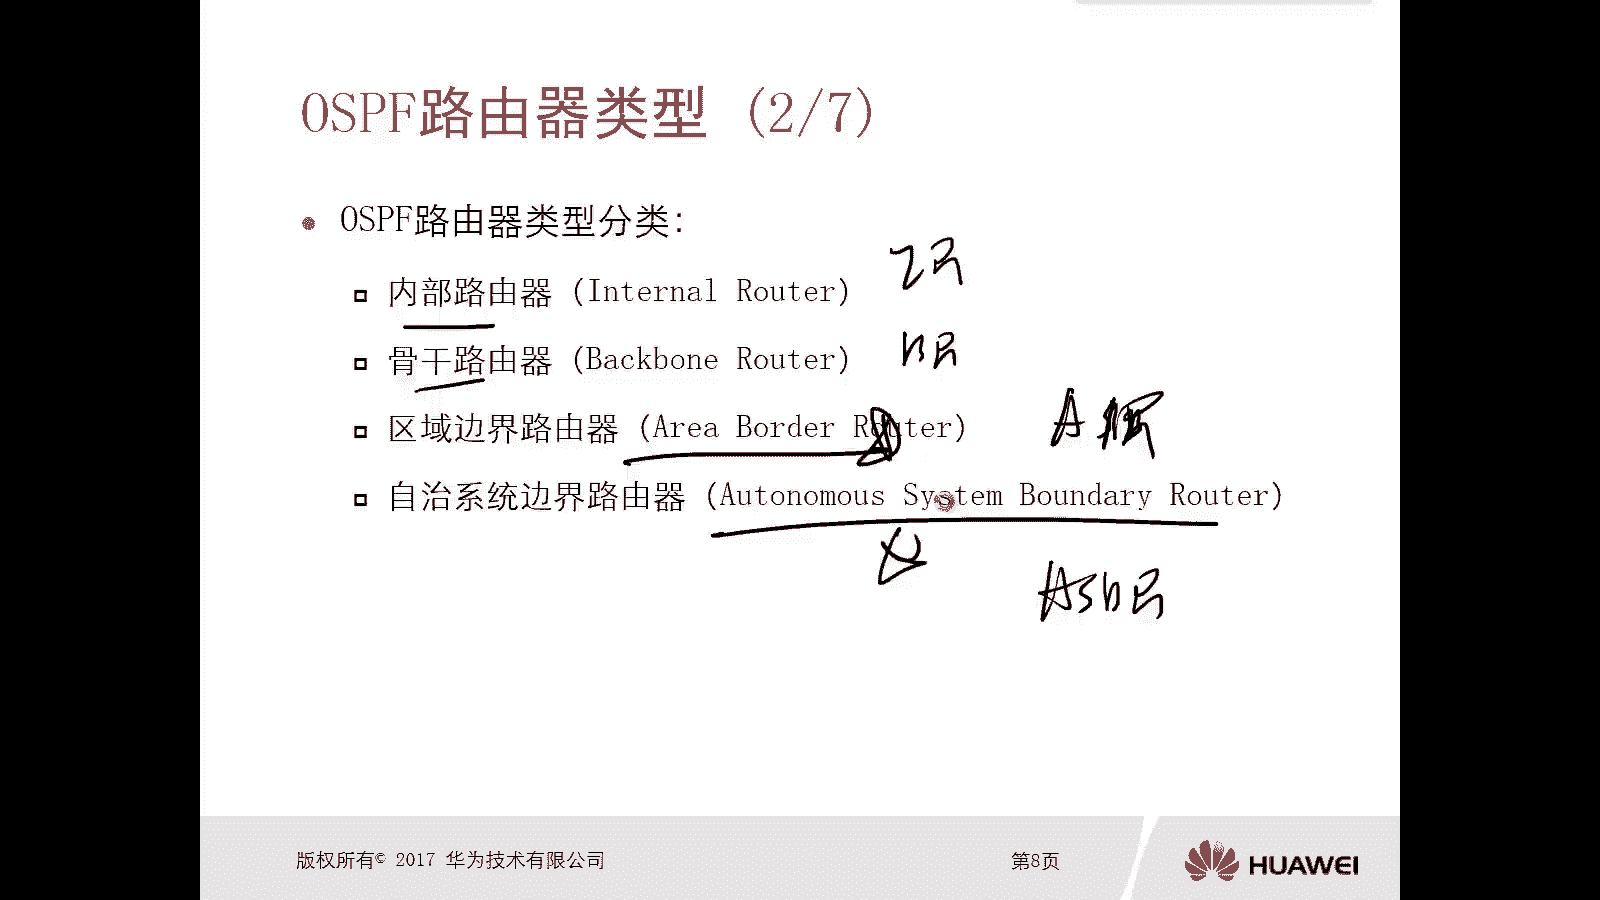 OSPF路由器类型 (2/7)
OSPF路由器类型分类：
内部路由器 (Internal Router) IR
骨干路由器 (Backbone Router) BR
区域边界路由器 (Area Border Router) A
自治系统边界路由器 (Autonomous System Boundary Router)
ASBR
版权所有© 2017 华为技术有限公司 第8页 HUAWEI